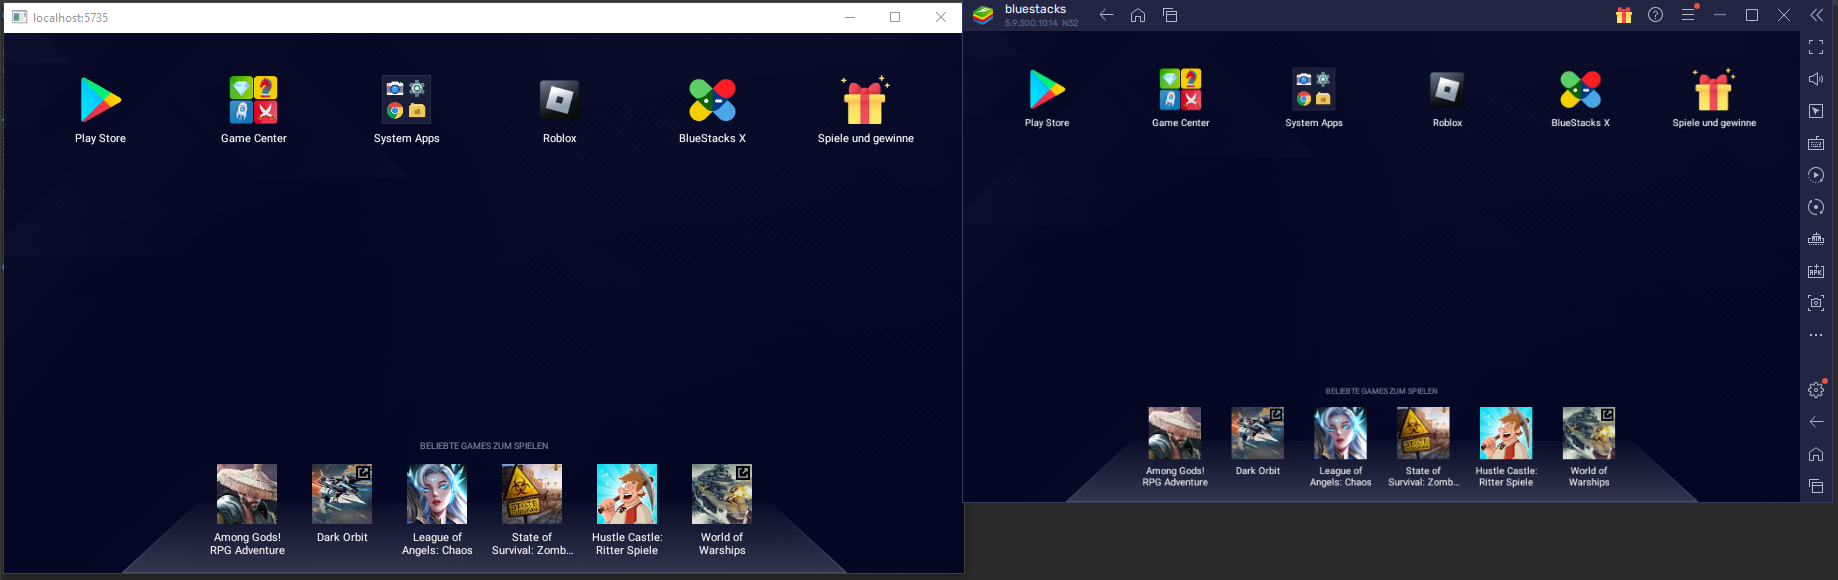 localhost:5735
Play Store
Game Center
System Apps
Roblox
BlueStacks X
Spiele und gewinne
BELIEBTE GAMES ZUM SPIELEN
Among Gods!
RPG Adventure
Dark Orbit
League of
Angels: Chaos
State of
Survival: Zomb...
Hustle Castle:
Ritter Spiele
World of
Warships
bluestacks
5.9.300.1014 N32
Play Store
Game Center
System Apps
Roblox
BlueStacks X
Spiele und gewinne
BELIEBTE GAMES ZUM SPIELEN
Among Gods!
RPG Adventure
Dark Orbit
League of
Angels: Chaos
State of
Survival: Zomb...
Hustle Castle:
Ritter Spiele
World of
Warships
APK